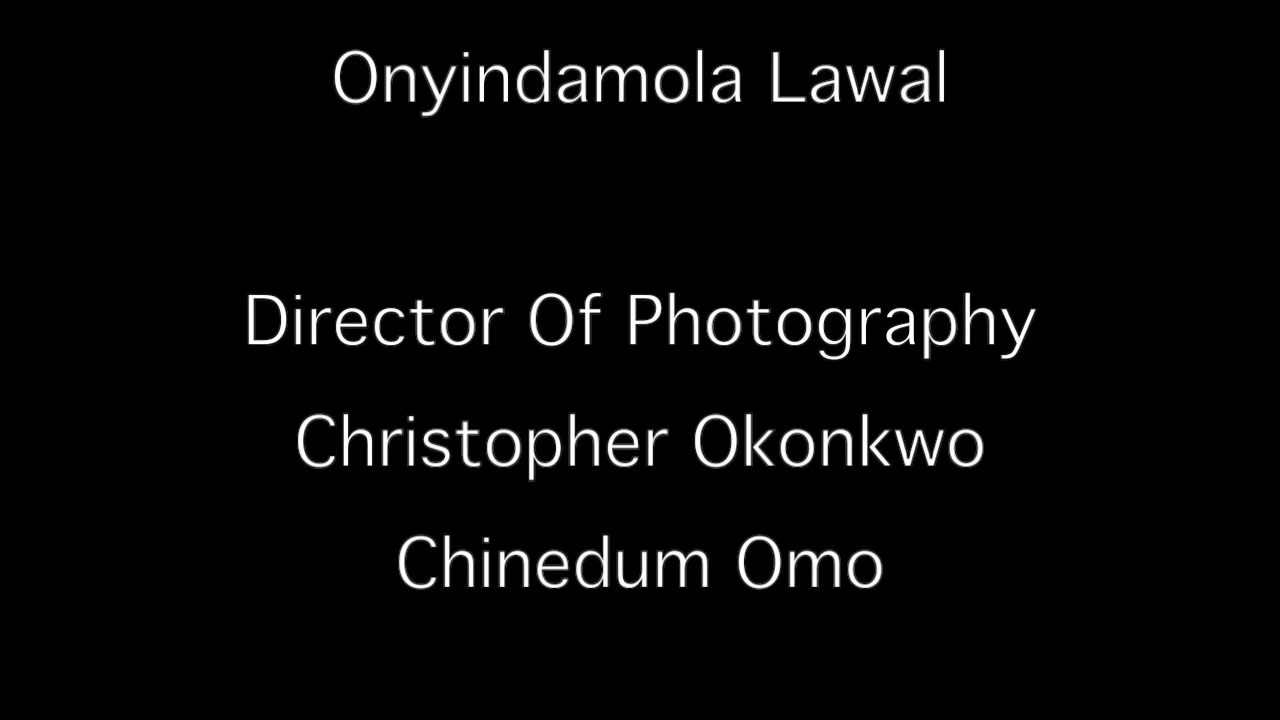 Onyindamola Lawal
Director Of Photography
Christopher Okonkwo
Chinedum Omo